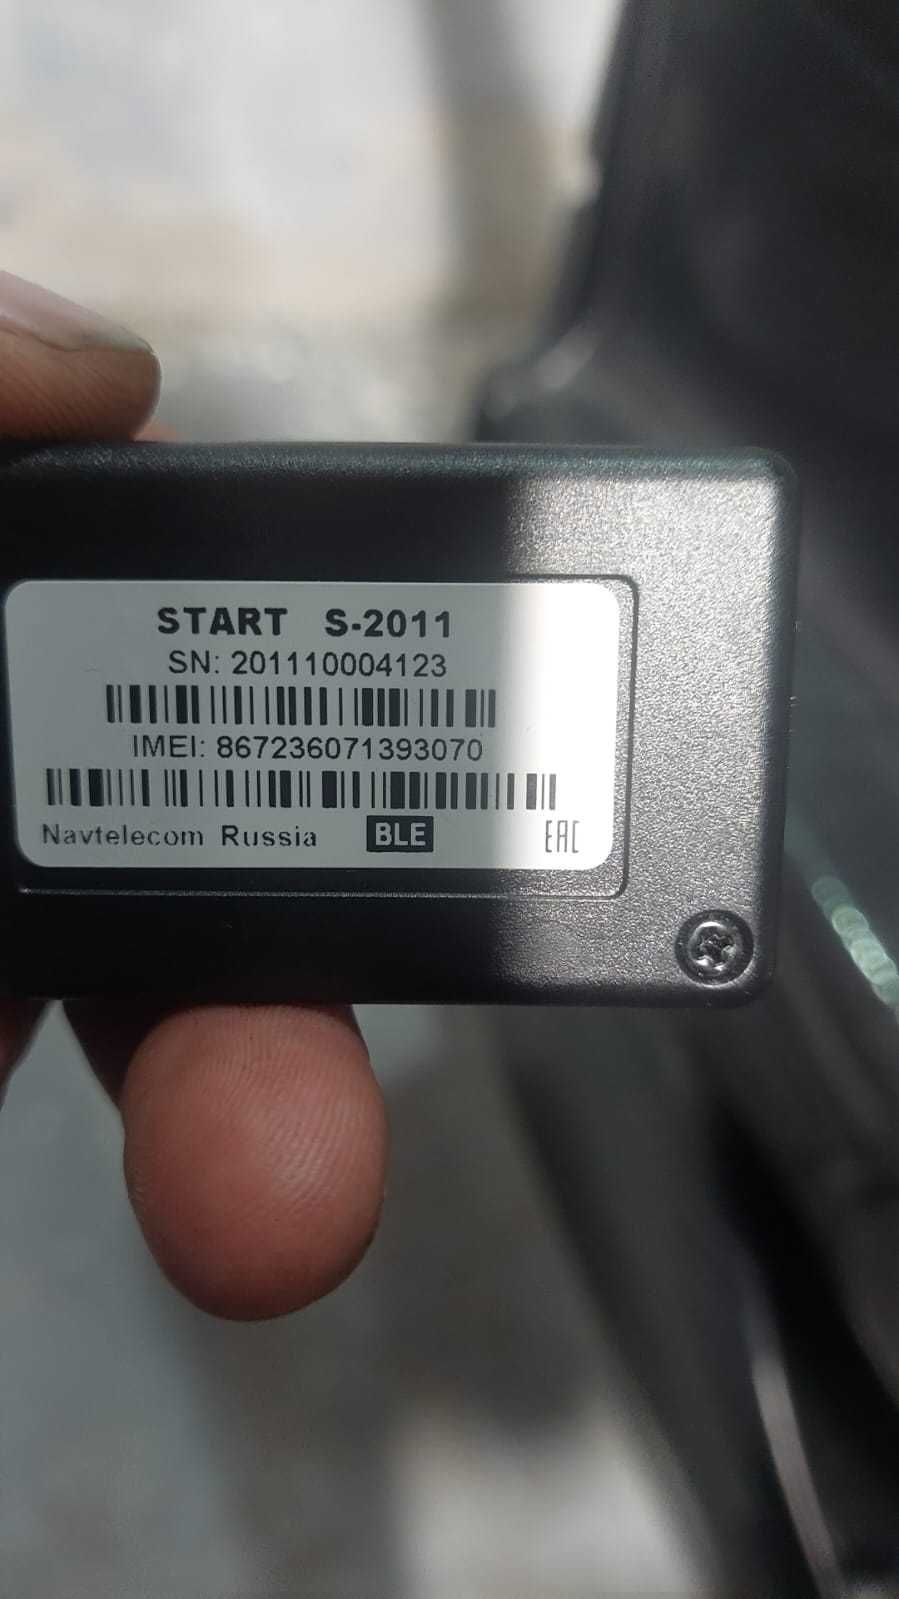 START S-2011
SN: 201110004123
IMEI: 867236071393070
Navtelecom Russia BLE EAC